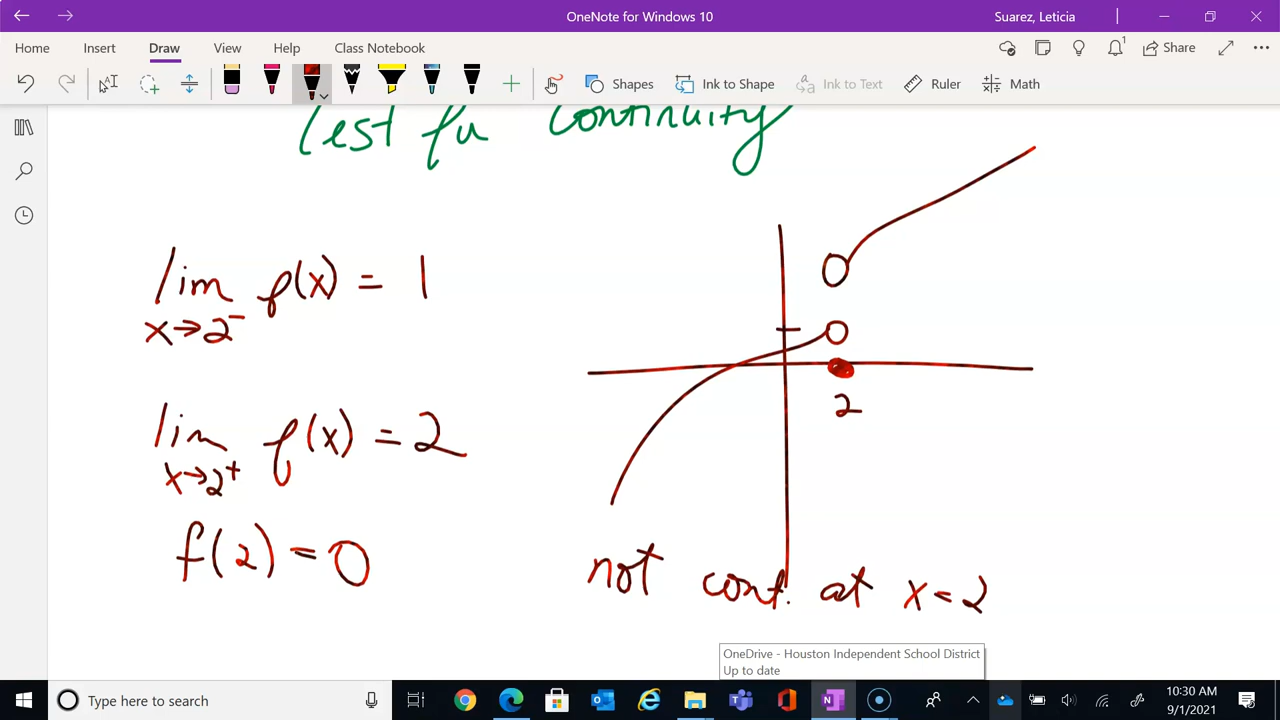 OneNote for Windows 10
Suarez, Leticia
Home Insert Draw View Help Class Notebook
1 Share
Shapes Ink to Shape Ink to Text Ruler Math
Test for continuity
lim f(x) = 1
x→2⁻
lim f(x) = 2
x→2⁺
f(2) = 0
2
not cont. at x=2
OneDrive - Houston Independent School District
Up to date
Type here to search
10:30 AM
9/1/2021